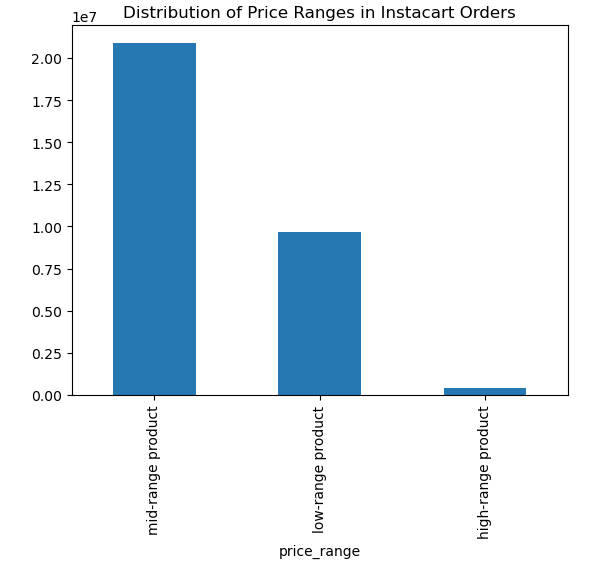 Distribution of Price Ranges in Instacart Orders
1e7
2.00
1.75
1.50
1.25
1.00
0.75
0.50
0.25
0.00
mid-range product
low-range product
high-range product
price_range